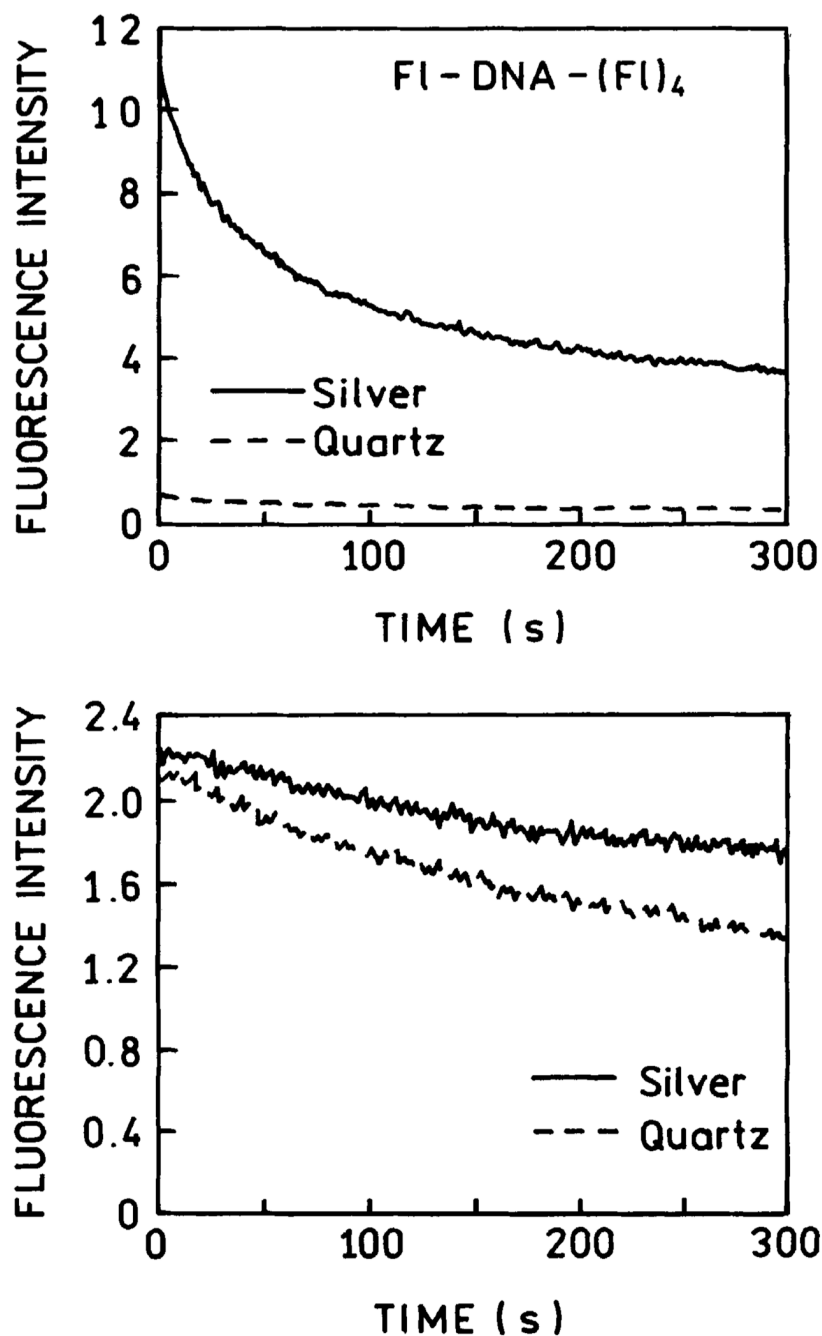 FLUORESCENCE INTENSITY
12
10
8
6
4
2
0
Fl-DNA-(Fl)₄
Silver
Quartz
0 100 200 300
TIME (s)
FLUORESCENCE INTENSITY
2.4
2.0
1.6
1.2
0.8
0.4
0
Silver
Quartz
0 100 200 300
TIME (s)